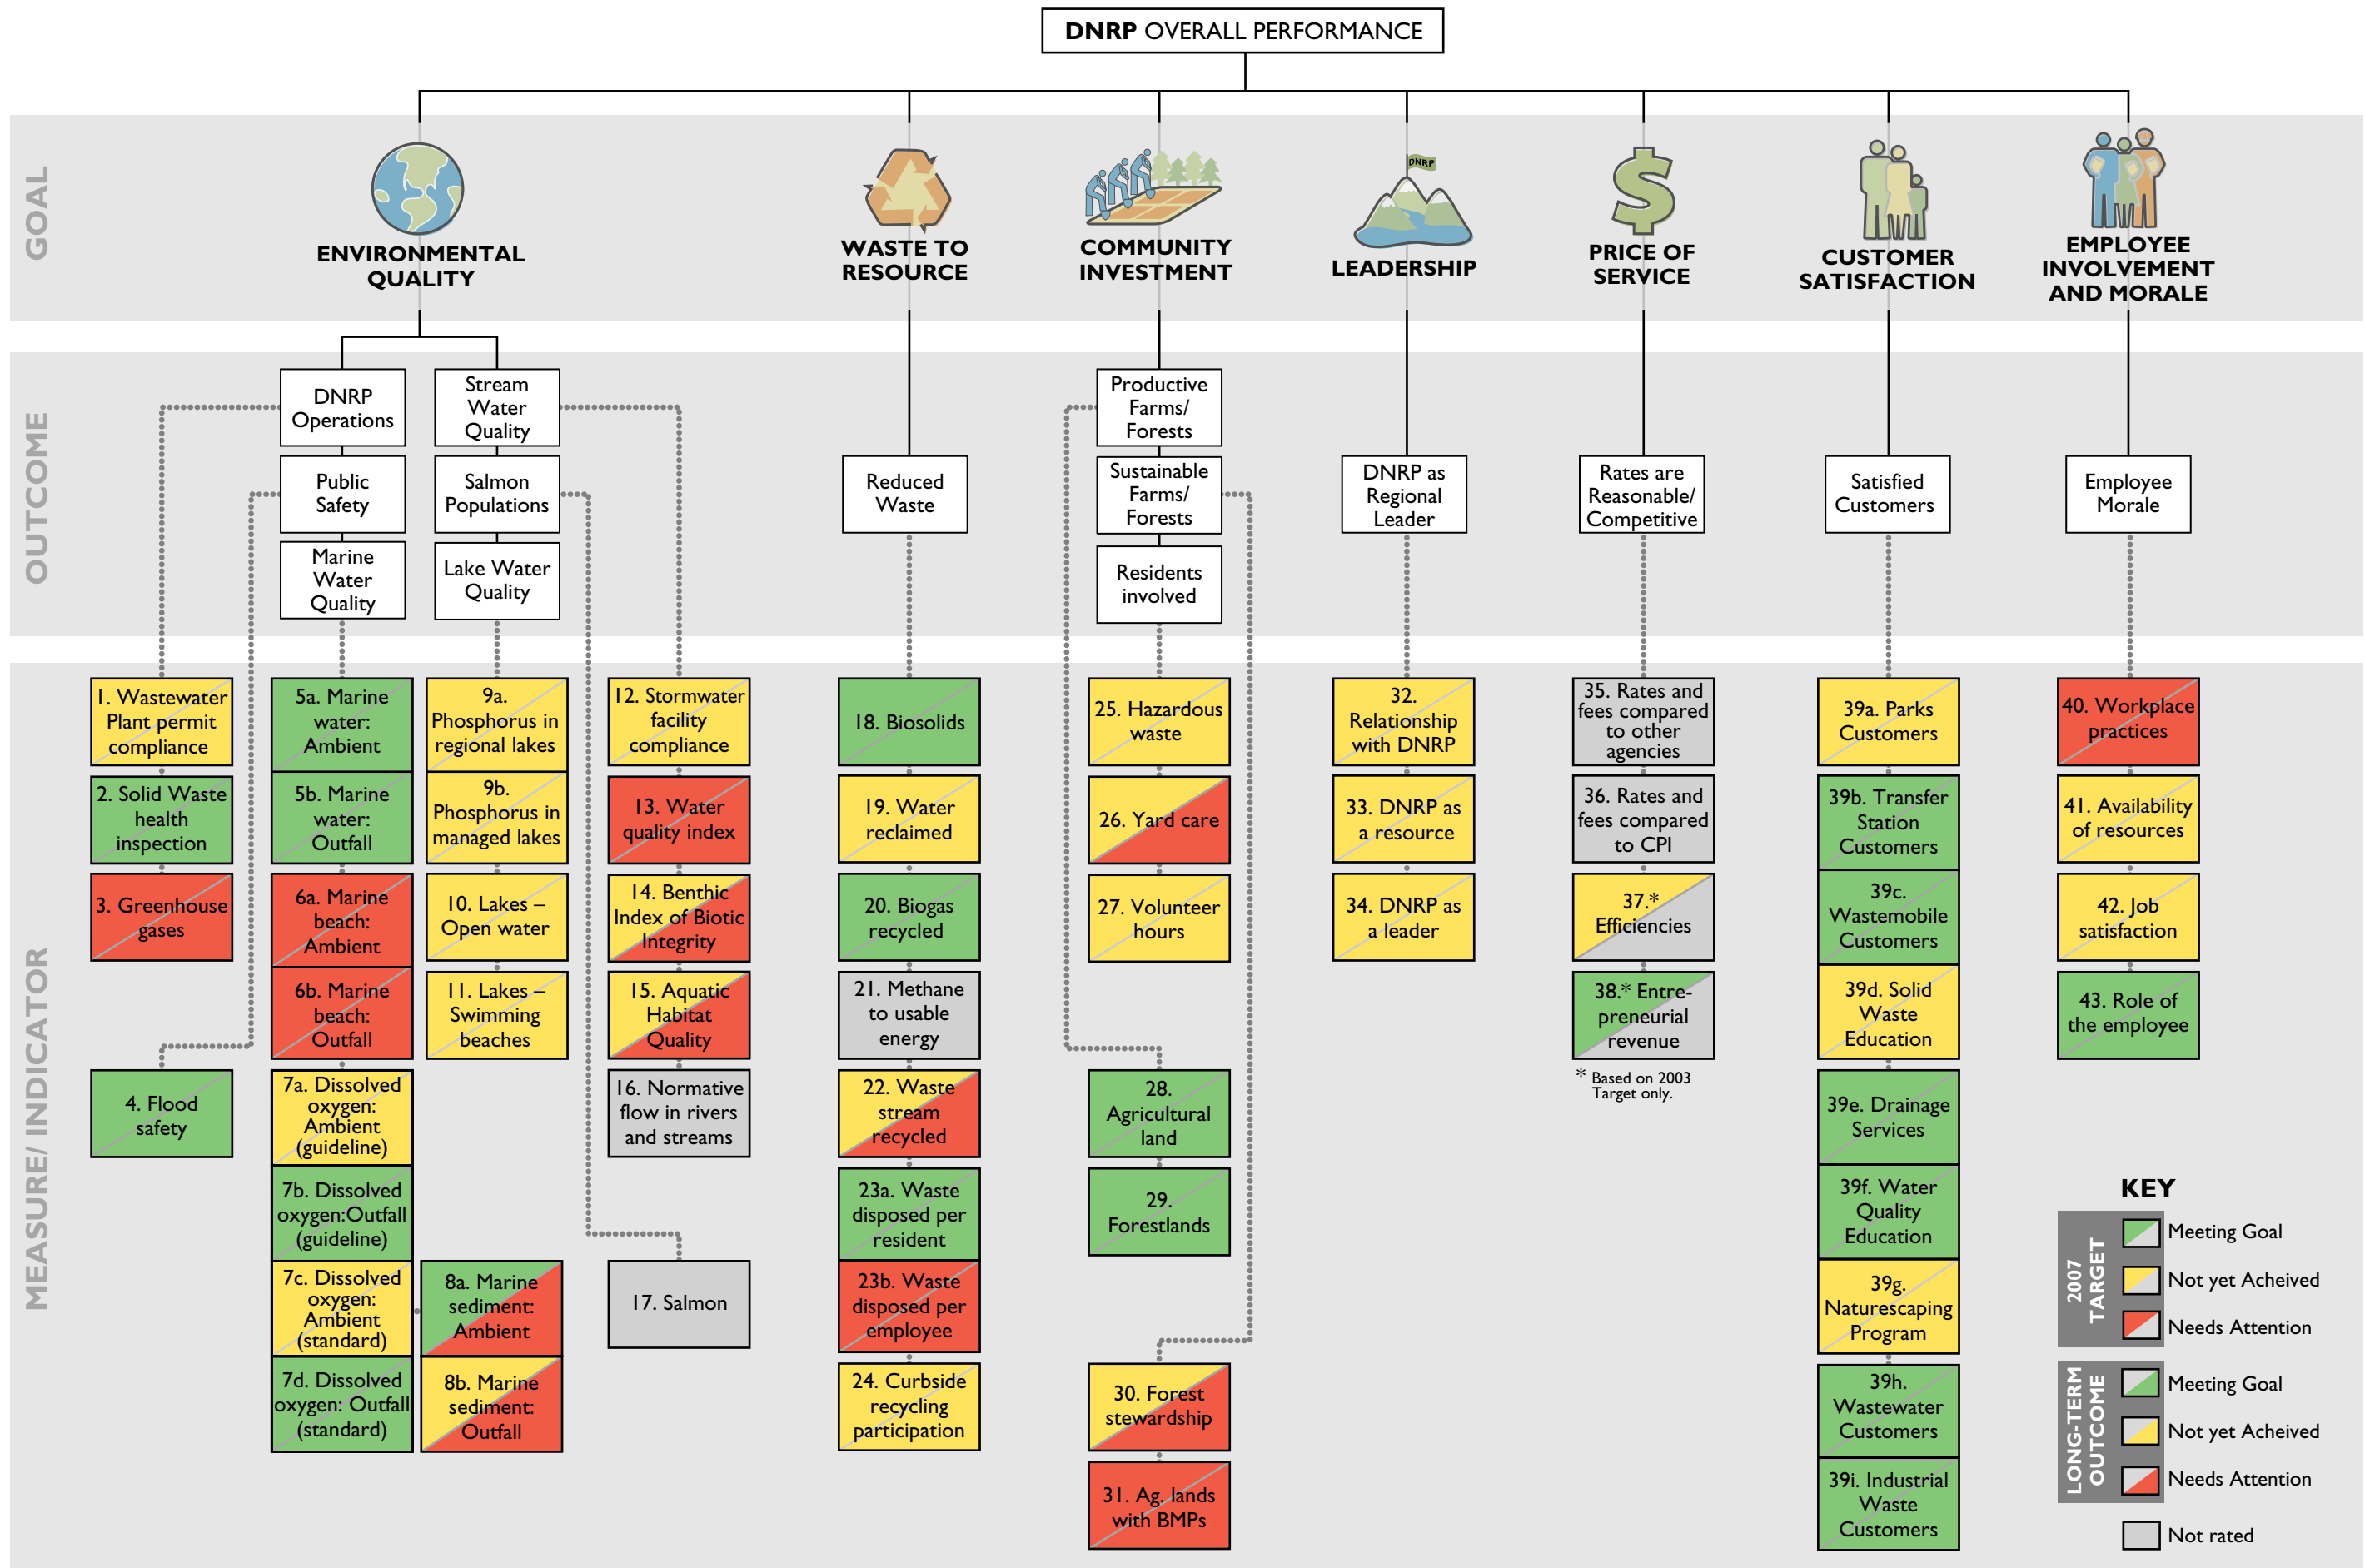 DNRP OVERALL PERFORMANCE
GOAL
ENVIRONMENTAL
QUALITY
WASTE TO
RESOURCE
COMMUNITY
INVESTMENT
DNRP
LEADERSHIP
$
PRICE OF
SERVICE
CUSTOMER
SATISFACTION
EMPLOYEE
INVOLVEMENT
AND MORALE
OUTCOME
DNRP
Operations
Public
Safety
Marine
Water
Quality
Stream
Water
Quality
Salmon
Populations
Lake Water
Quality
Reduced
Waste
Productive
Farms/
Forests
Sustainable
Farms/
Forests
Residents
involved
DNRP as
Regional
Leader
Rates are
Reasonable/
Competitive
Satisfied
Customers
Employee
Morale
MEASURE/ INDICATOR
1. Wastewater
Plant permit
compliance
2. Solid Waste
health
inspection
3. Greenhouse
gases
4. Flood
safety
5a. Marine
water:
Ambient
5b. Marine
water:
Outfall
6a. Marine
beach:
Ambient
6b. Marine
beach:
Outfall
7a. Dissolved
oxygen:
Ambient
(guideline)
7b. Dissolved
oxygen:Outfall
(guideline)
7c. Dissolved
oxygen:
Ambient
(standard)
7d. Dissolved
oxygen: Outfall
(standard)
8a. Marine
sediment:
Ambient
8b. Marine
sediment:
Outfall
9a.
Phosphorus in
regional lakes
9b.
Phosphorus in
managed lakes
10. Lakes –
Open water
11. Lakes –
Swimming
beaches
12. Stormwater
facility
compliance
13. Water
quality index
14. Benthic
Index of Biotic
Integrity
15. Aquatic
Habitat
Quality
16. Normative
flow in rivers
and streams
17. Salmon
18. Biosolids
19. Water
reclaimed
20. Biogas
recycled
21. Methane
to usable
energy
22. Waste
stream
recycled
23a. Waste
disposed per
resident
23b. Waste
disposed per
employee
24. Curbside
recycling
participation
25. Hazardous
waste
26. Yard care
27. Volunteer
hours
28.
Agricultural
land
29.
Forestlands
30. Forest
stewardship
31. Ag. lands
with BMPs
32.
Relationship
with DNRP
33. DNRP as
a resource
34. DNRP as
a leader
35. Rates and
fees compared
to other
agencies
36. Rates and
fees compared
to CPI
37.*
Efficiencies
38.* Entre-
preneurial
revenue
* Based on 2003
Target only.
39a. Parks
Customers
39b. Transfer
Station
Customers
39c.
Wastemobile
Customers
39d. Solid
Waste
Education
39e. Drainage
Services
39f. Water
Quality
Education
39g.
Naturescaping
Program
39h.
Wastewater
Customers
39i. Industrial
Waste
Customers
40. Workplace
practices
41. Availability
of resources
42. Job
satisfaction
43. Role of
the employee
KEY
2007
TARGET
Meeting Goal
Not yet Acheived
Needs Attention
LONG-TERM
OUTCOME
Meeting Goal
Not yet Acheived
Needs Attention
Not rated